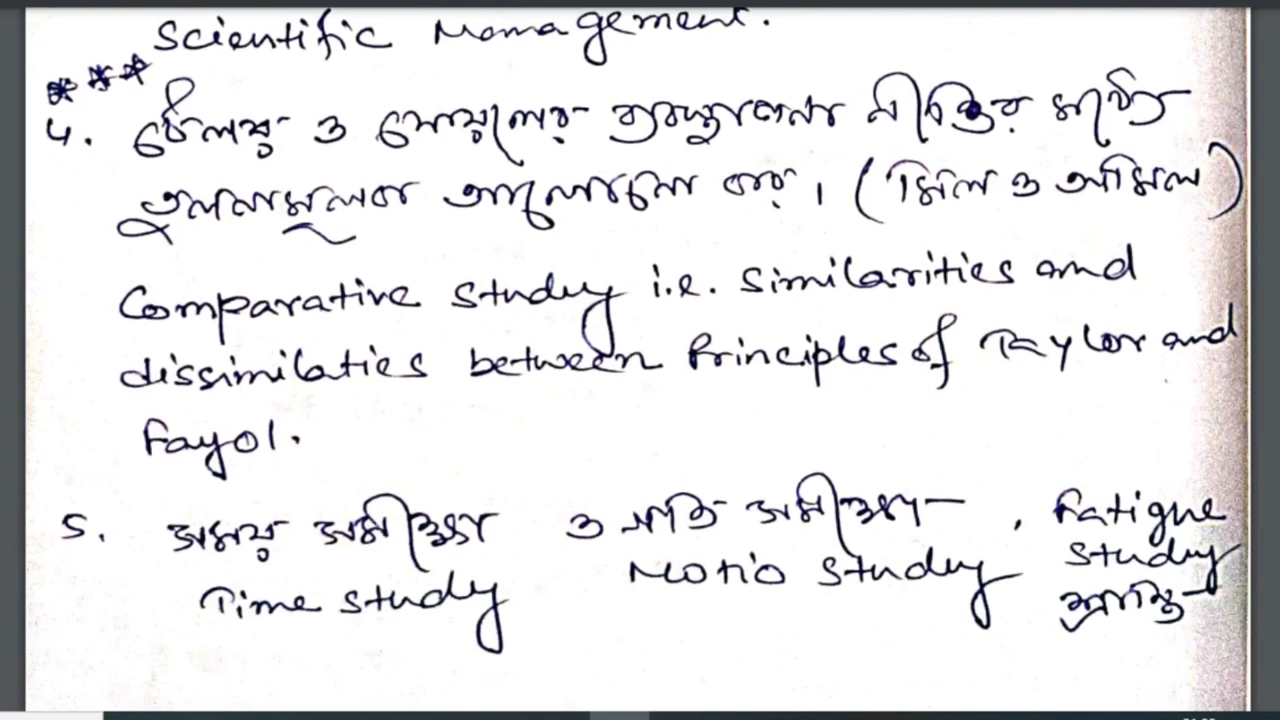 Scientific Management.
***
4. টেলর ও ফেয়লের ব্যবস্থাপনা নীতির মধ্যে
তুলনামূলক আলোচনা কর। (মিল ও অমিল)
Comparative study i.e. similarities and
dissimilaties between Principles of Taylor and
Fayol.
5. সময় সমীক্ষা ও গতি সমীক্ষা , Fatigue
Time study Motio study study
শ্রান্তি